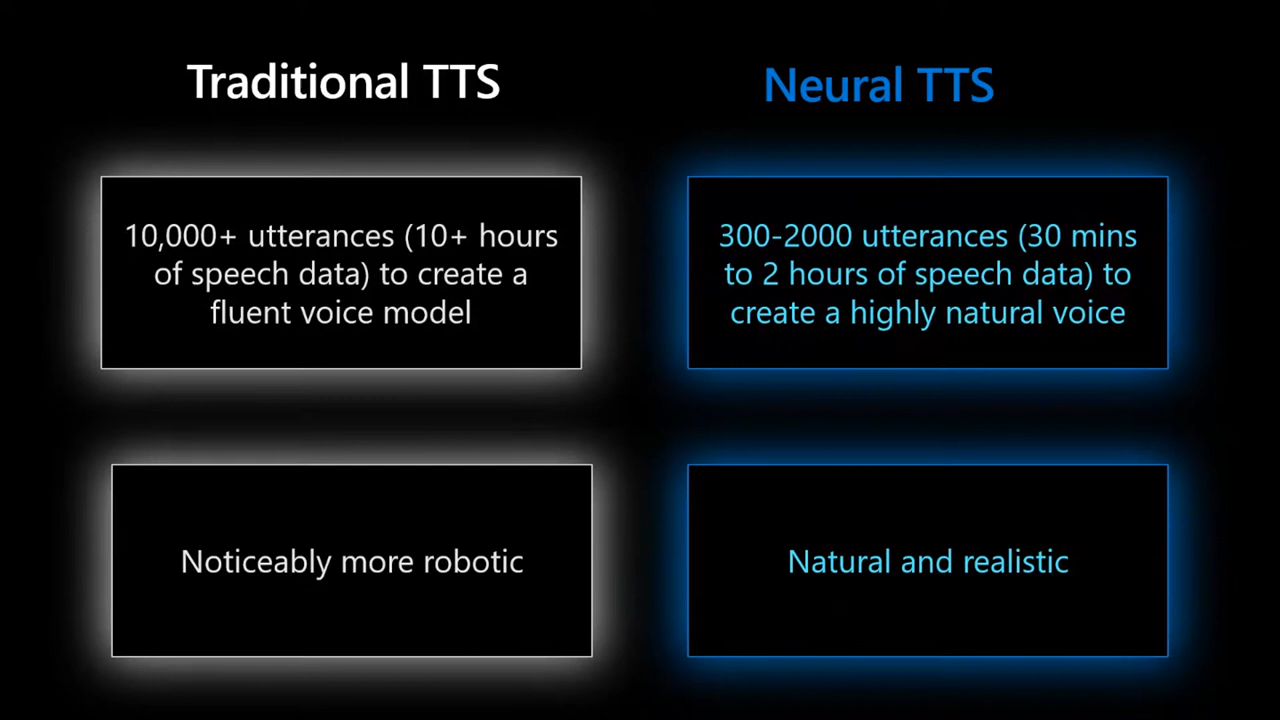 Traditional TTS
10,000+ utterances (10+ hours
of speech data) to create a
fluent voice model
Noticeably more robotic
Neural TTS
300-2000 utterances (30 mins
to 2 hours of speech data) to
create a highly natural voice
Natural and realistic